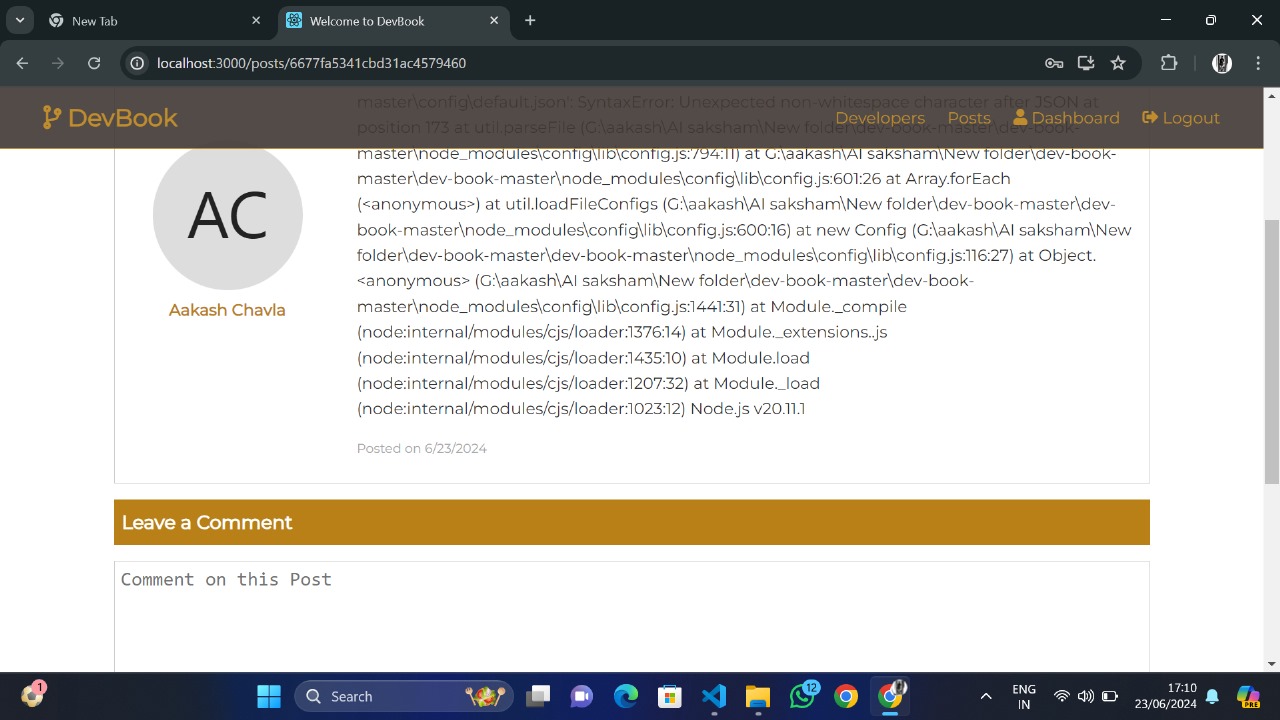 New Tab
Welcome to DevBook
localhost:3000/posts/6677fa5341cbd31ac4579460
DevBook
Developers
Posts
Dashboard
Logout
master\config\default.json: SyntaxError: Unexpected non-whitespace character after JSON at
position 173 at util.parseFile (G:\aakash\AI saksham\New folder\dev-book-master\dev-book-
master\node_modules\config\lib\config.js:794:11) at G:\aakash\AI saksham\New folder\dev-book-
master\dev-book-master\node_modules\config\lib\config.js:601:26 at Array.forEach
(<anonymous>) at util.loadFileConfigs (G:\aakash\AI saksham\New folder\dev-book-master\dev-
book-master\node_modules\config\lib\config.js:600:16) at new Config (G:\aakash\AI saksham\New
folder\dev-book-master\dev-book-master\node_modules\config\lib\config.js:116:27) at Object.
<anonymous> (G:\aakash\AI saksham\New folder\dev-book-master\dev-book-
master\node_modules\config\lib\config.js:1441:31) at Module._compile
(node:internal/modules/cjs/loader:1376:14) at Module._extensions..js
(node:internal/modules/cjs/loader:1435:10) at Module.load
(node:internal/modules/cjs/loader:1207:32) at Module._load
(node:internal/modules/cjs/loader:1023:12) Node.js v20.11.1
AC
Aakash Chavla
Posted on 6/23/2024
Leave a Comment
Comment on this Post
1
Search
12
ENG
IN
17:10
23/06/2024
PRE